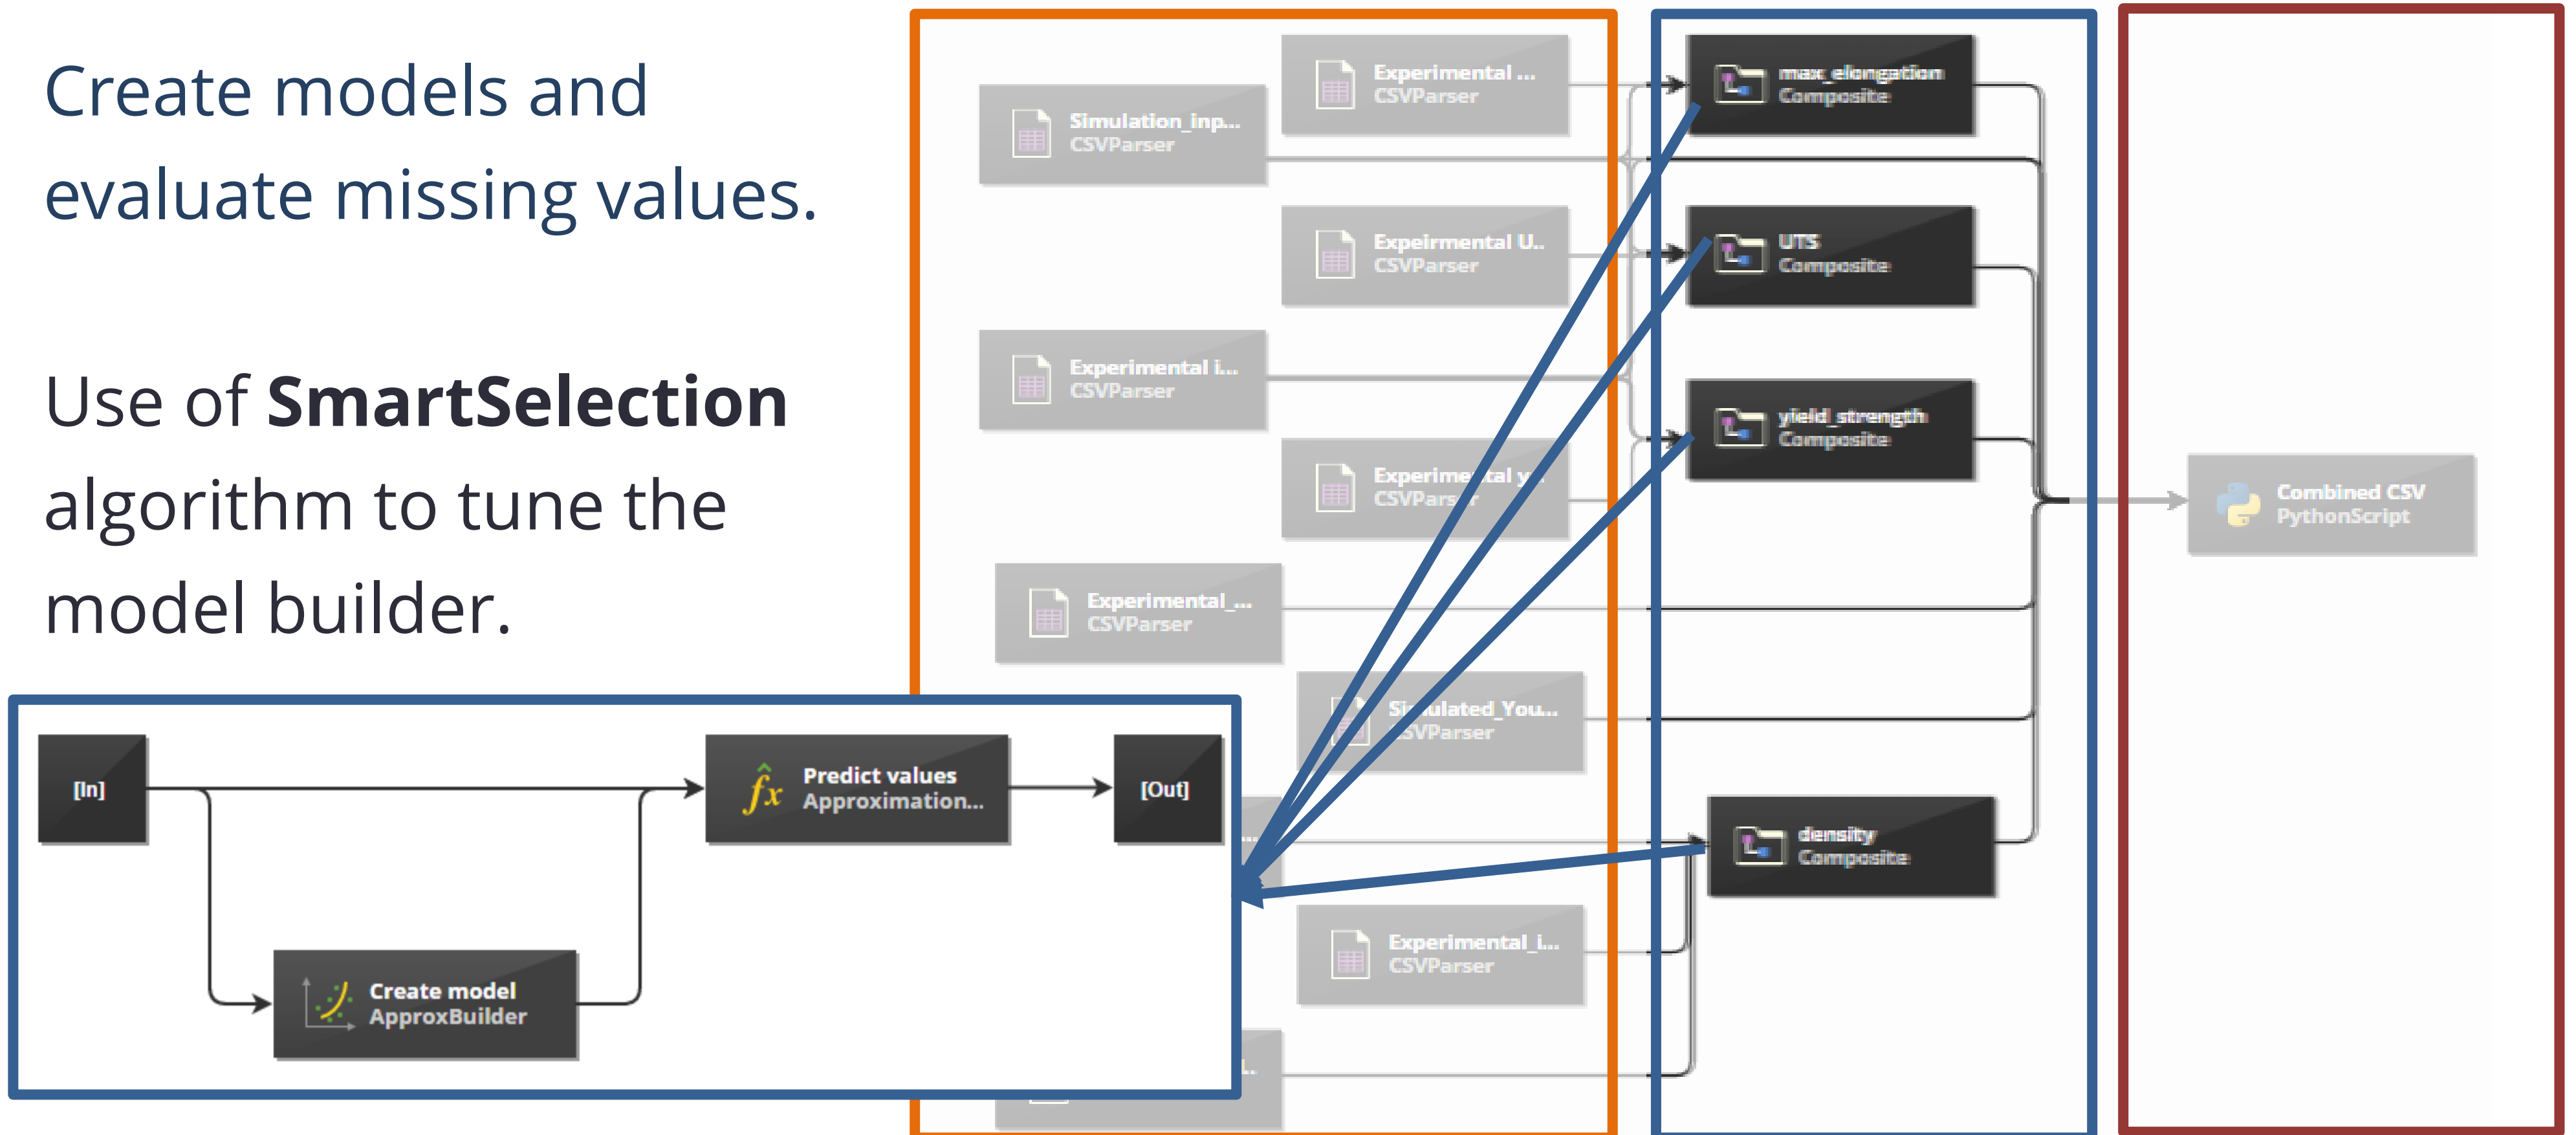 Create models and
evaluate missing values.
Use of SmartSelection
algorithm to tune the
model builder.
Experimental ...
CSVParser
Simulation_inp...
CSVParser
Expeirmental U..
CSVParser
Experimental i...
CSVParser
Experimental y...
CSVParser
Experimental_...
CSVParser
Simulated_You...
CSVParser
...
Experimental_i...
CSVParser
max_elongation
Composite
UTS
Composite
yield_strength
Composite
density
Composite
Combined CSV
PythonScript
[In]
Predict values
Approximation...
[Out]
Create model
ApproxBuilder